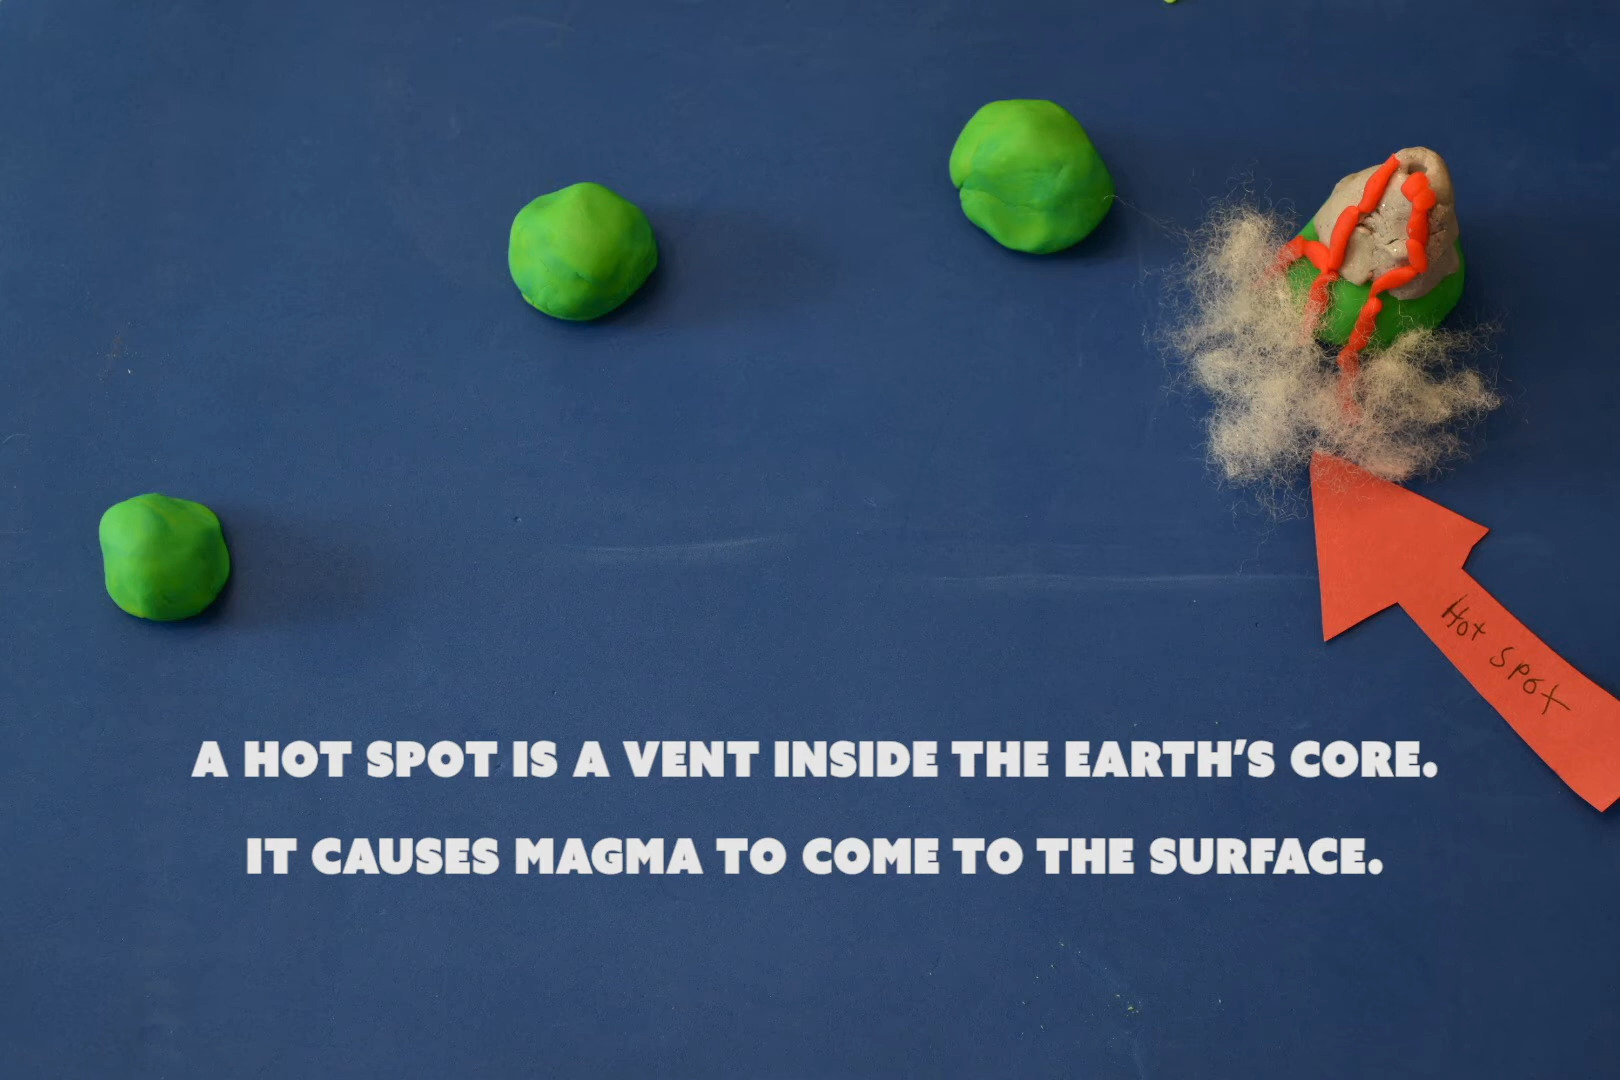 Hot Spot
A HOT SPOT IS A VENT INSIDE THE EARTH'S CORE.
IT CAUSES MAGMA TO COME TO THE SURFACE.